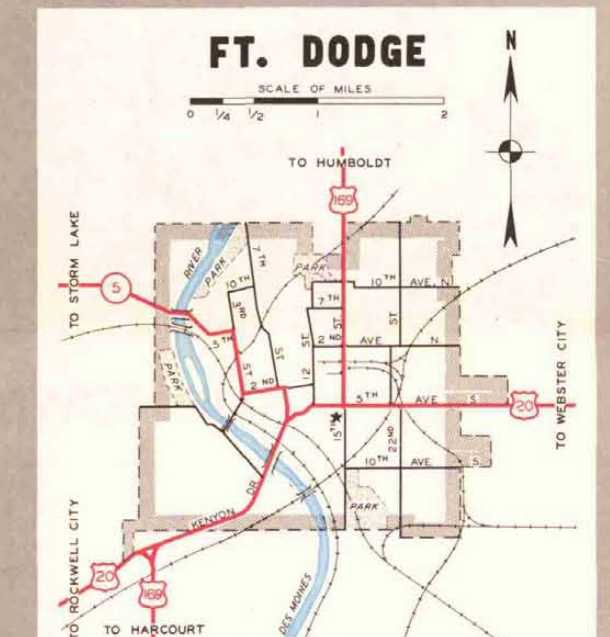 FT. DODGE
N
SCALE OF MILES
0 1/4 1/2 1 2
TO HUMBOLDT
169
TO STORM LAKE
5
RIVER
PARK
7TH
PARK
10TH
3RD
10TH AVE. N.
7TH
5TH
ST
ST
12
ST
2ND
ST
ST
AVE N.
PARK
2ND
5TH AVE S.
20
TO WEBSTER CITY
15TH
22ND
10TH AVE S.
DR
KENYON
PARK
TO ROCKWELL CITY
20
169
DES MOINES
TO HARCOURT